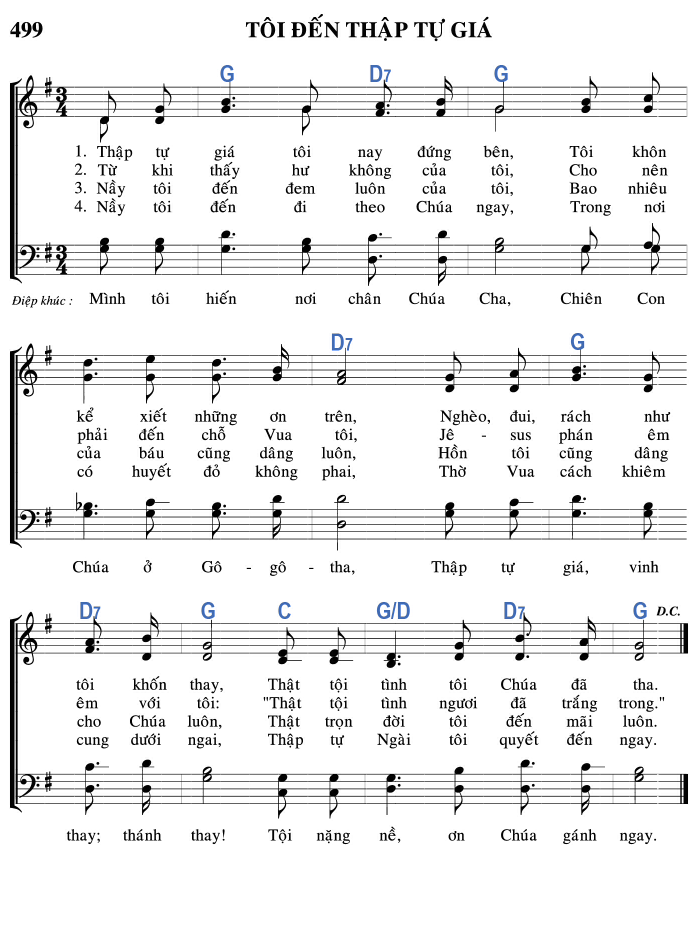 499 TÔI ĐẾN THẬP TỰ GIÁ
G D7 G
1. Thập tự giá tôi nay đứng bên, Tôi khôn
2. Từ khi thấy hư không của tôi, Cho nên
3. Nầy tôi đến đem luôn của tôi, Bao nhiêu
4. Nầy tôi đến đi theo Chúa ngay, Trong nơi
Điệp khúc : Mình tôi hiến nơi chân Chúa Cha, Chiên Con
D7 G
kể xiết những ơn trên, Nghèo, đui, rách như
phải đến chỗ Vua tôi, Jê - sus phán êm
của báu cũng dâng luôn, Hồn tôi cũng dâng
có huyết đỏ không phai, Thờ Vua cách khiêm
Chúa ở Gô - gô - tha, Thập tự giá, vinh
D7 G C G/D D7 G D.C.
tôi khốn thay, Thật tội tình tôi Chúa đã tha.
êm với tôi: "Thật tội tình ngươi đã trắng trong."
cho Chúa luôn, Thật trọn đời tôi đến mãi luôn.
cung dưới ngai, Thập tự Ngài tôi quyết đến ngay.
thay; thánh thay! Tội nặng nề, ơn Chúa gánh ngay.